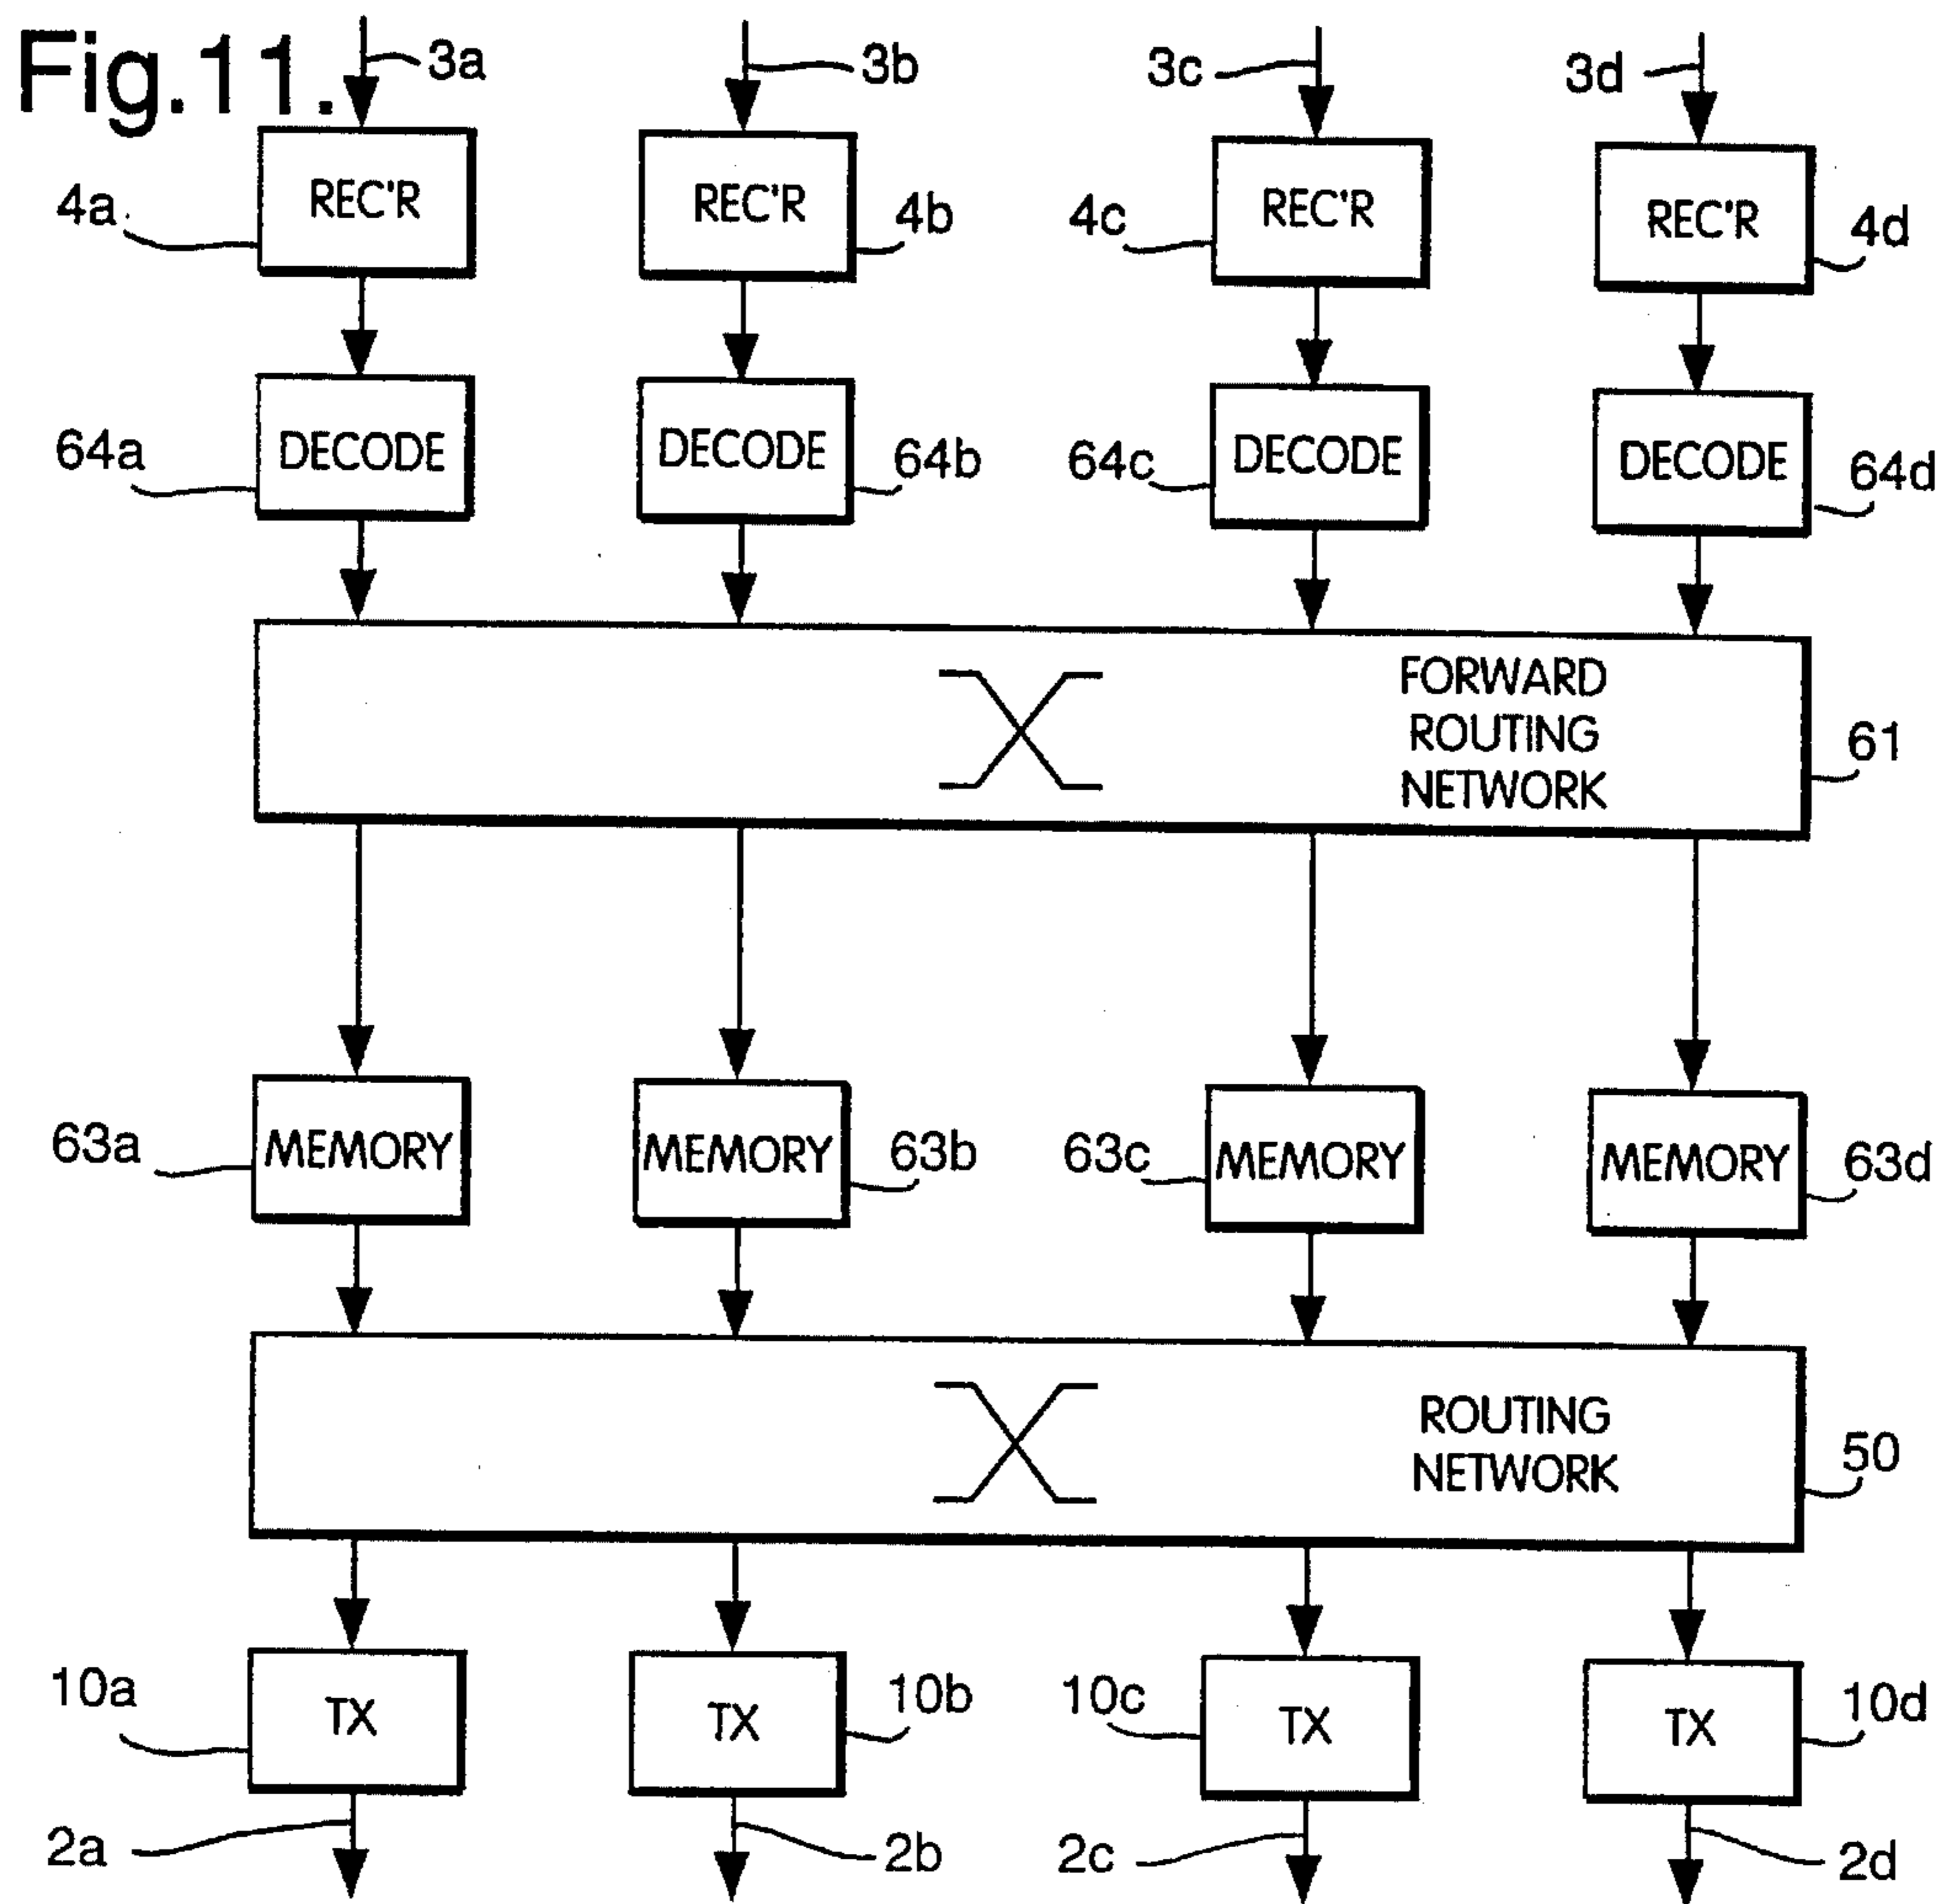 Fig.11.
3a
3b
3c
3d
REC'R
REC'R
REC'R
REC'R
4a
4b
4c
4d
DECODE
DECODE
DECODE
DECODE
64a
64b
64c
64d
FORWARD
ROUTING
NETWORK
61
MEMORY
MEMORY
MEMORY
MEMORY
63a
63b
63c
63d
ROUTING
NETWORK
50
TX
TX
TX
TX
10a
10b
10c
10d
2a
2b
2c
2d